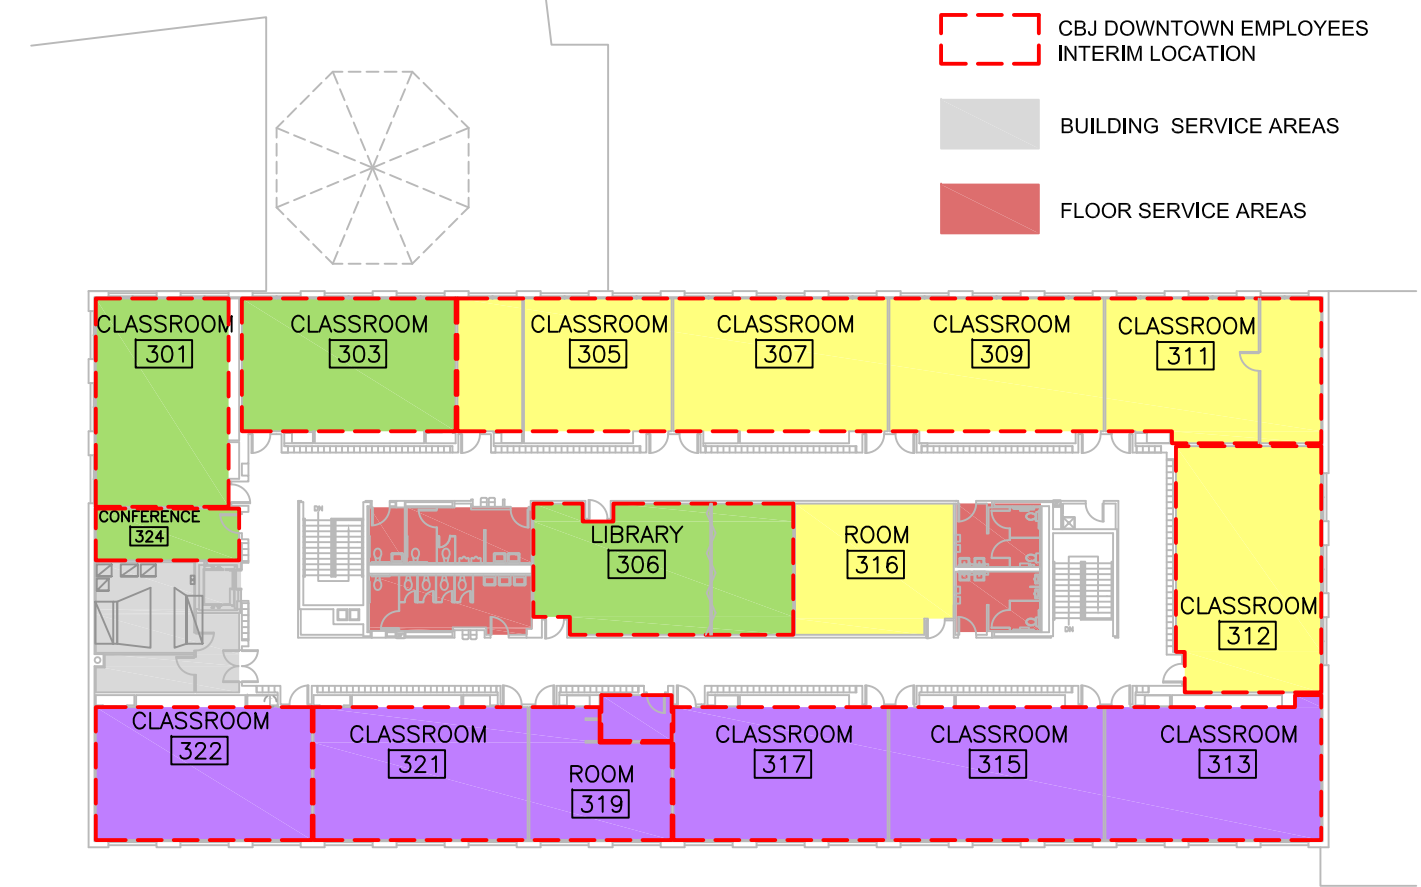 CBJ DOWNTOWN EMPLOYEES
INTERIM LOCATION
BUILDING SERVICE AREAS
FLOOR SERVICE AREAS
CLASSROOM
301
CLASSROOM
303
CLASSROOM
305
CLASSROOM
307
CLASSROOM
309
CLASSROOM
311
CONFERENCE
324
DN
LIBRARY
306
ROOM
316
CLASSROOM
312
DN
CLASSROOM
322
CLASSROOM
321
ROOM
319
CLASSROOM
317
CLASSROOM
315
CLASSROOM
313